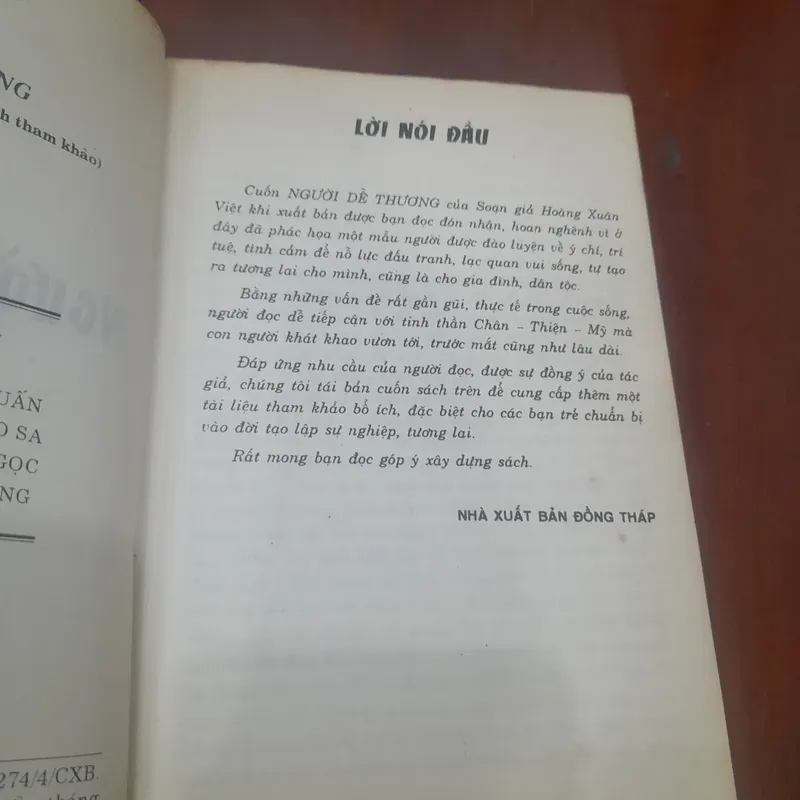 NG
h tham khảo)
NGƯỜ
UẤN
O SA
GỌC
NG
274/4/CXB.
tháng
LỜI NÓI ĐẦU
Cuốn NGƯỜI DỄ THƯƠNG của Soạn giả Hoàng Xuân
Việt khi xuất bản được bạn đọc đón nhận, hoan nghênh vì ở
đây đã phác họa một mẫu người được đào luyện về ý chí, trí
tuệ, tình cảm để nỗ lực đấu tranh, lạc quan vui sống, tự tạo
ra tương lai cho mình, cũng là cho gia đình, dân tộc.
Bằng những vấn đề rất gần gũi, thực tế trong cuộc sống,
người đọc dễ tiếp cận với tinh thần Chân - Thiện - Mỹ mà
con người khát khao vươn tới, trước mắt cũng như lâu dài.
Đáp ứng nhu cầu của người đọc, được sự đồng ý của tác
giả, chúng tôi tái bản cuốn sách trên để cung cấp thêm một
tài liệu tham khảo bổ ích, đặc biệt cho các bạn trẻ chuẩn bị
vào đời tạo lập sự nghiệp, tương lai.
Rất mong bạn đọc góp ý xây dựng sách.
NHÀ XUẤT BẢN ĐỒNG THÁP